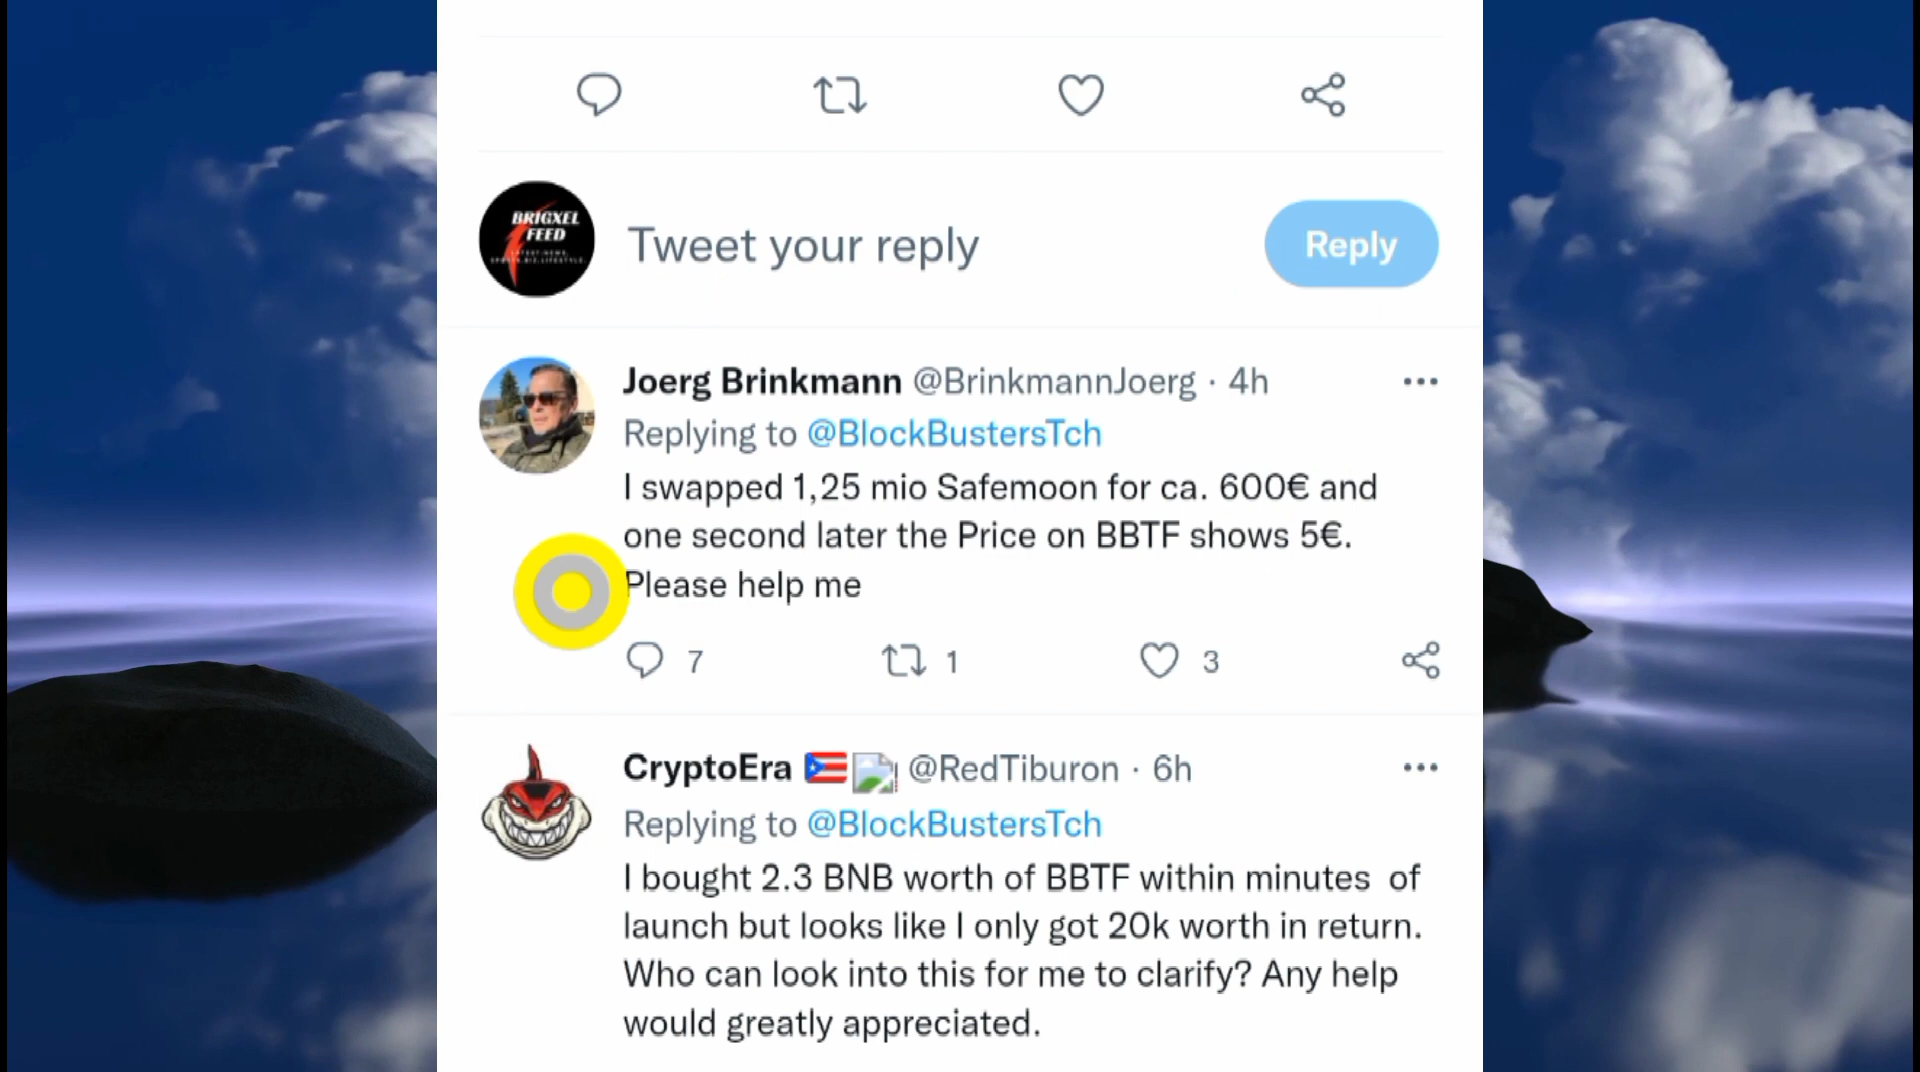 BRIGXEL
FEED
Tweet your reply
Reply
Joerg Brinkmann @BrinkmannJoerg · 4h
Replying to @BlockBustersTch
I swapped 1,25 mio Safemoon for ca. 600€ and
one second later the Price on BBTF shows 5€.
Please help me
7
1
3
CryptoEra @RedTiburon · 6h
Replying to @BlockBustersTch
I bought 2.3 BNB worth of BBTF within minutes of
launch but looks like I only got 20k worth in return.
Who can look into this for me to clarify? Any help
would greatly appreciated.